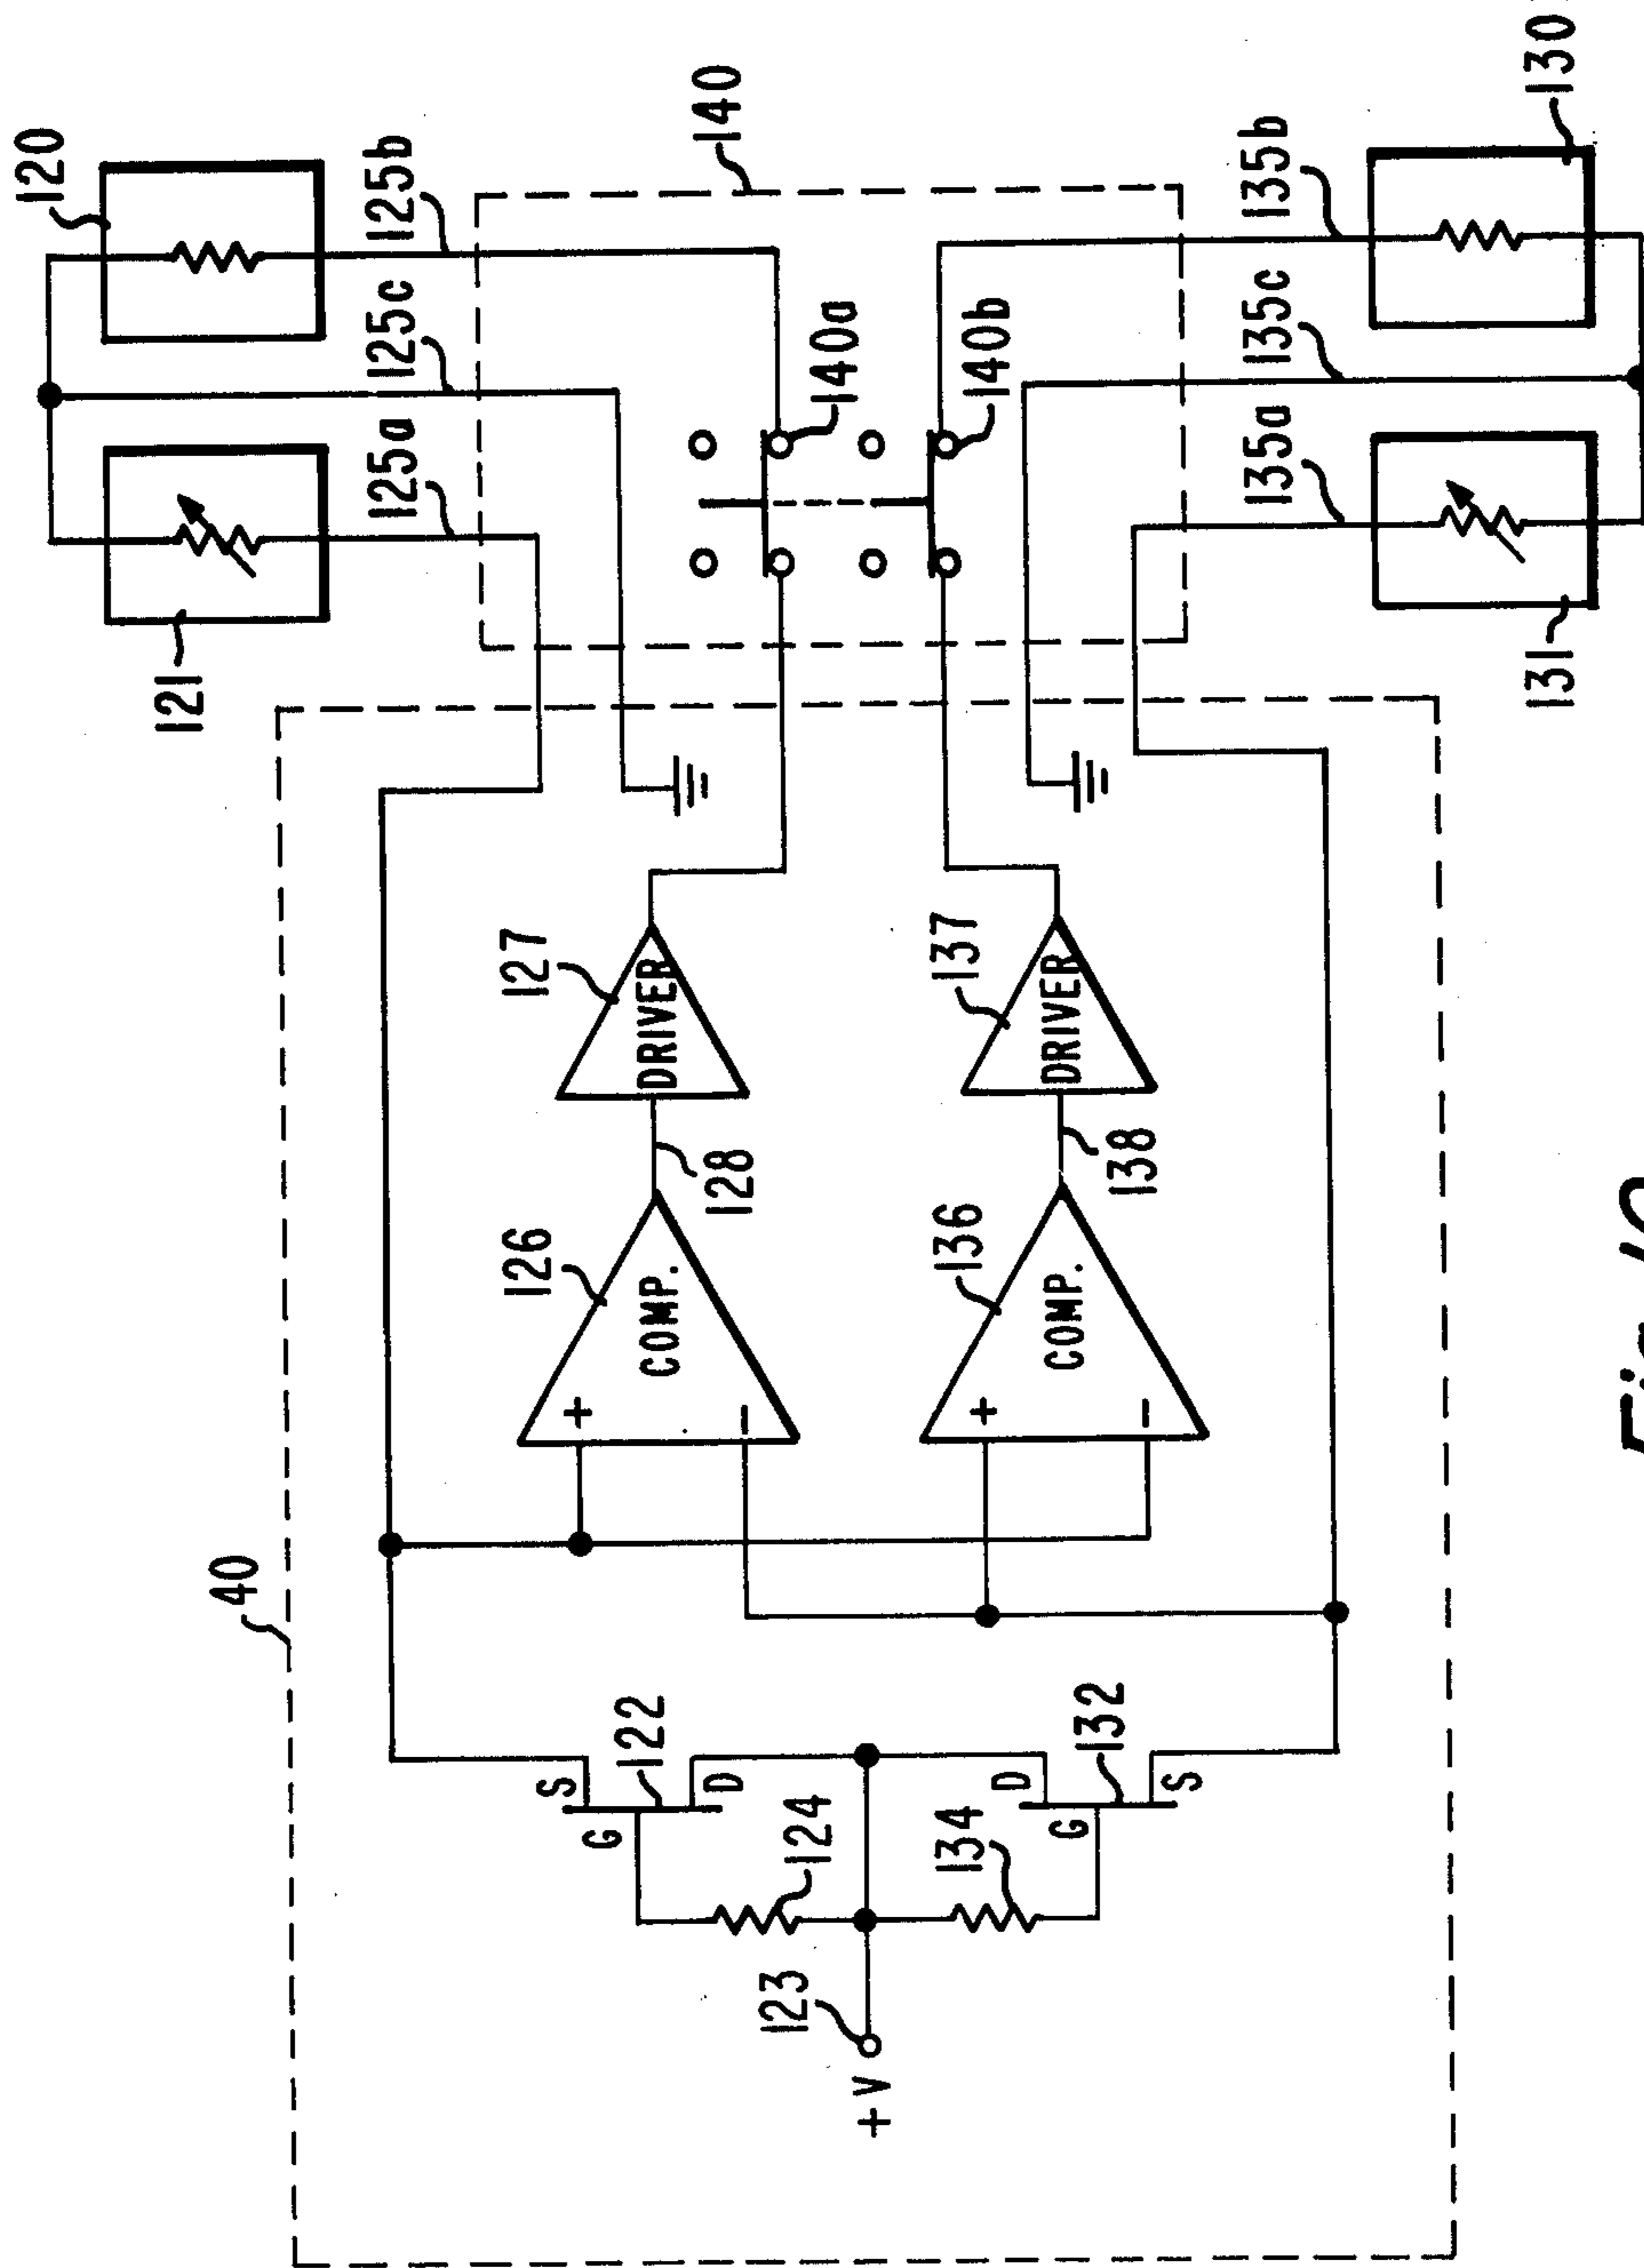 120
121
40
125a
125c
125b
126
127
S
+
G
122
COMP.
DRIVER
140
D
128
−
123
124
140a
+V
134
136
137
140b
+
D
G
132
COMP.
DRIVER
138
−
S
135a
135c
135b
131
130
Fig.